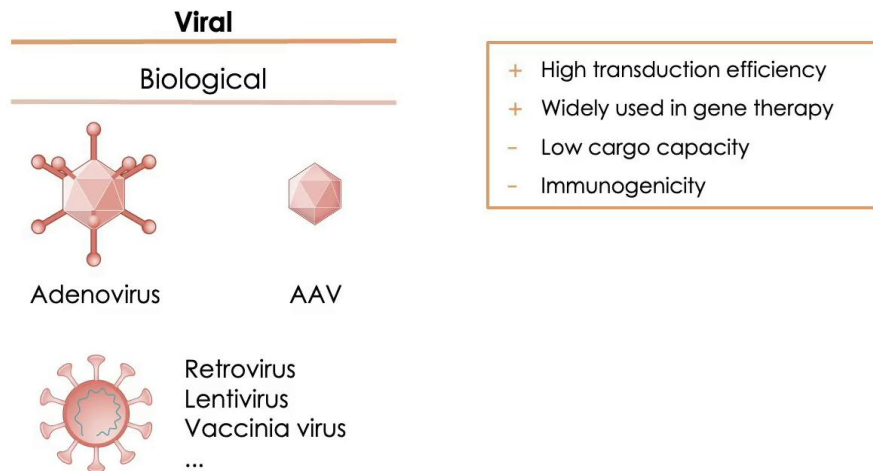 Viral
Biological
Adenovirus
AAV
Retrovirus
Lentivirus
Vaccinia virus
...
+ High transduction efficiency
+ Widely used in gene therapy
- Low cargo capacity
- Immunogenicity